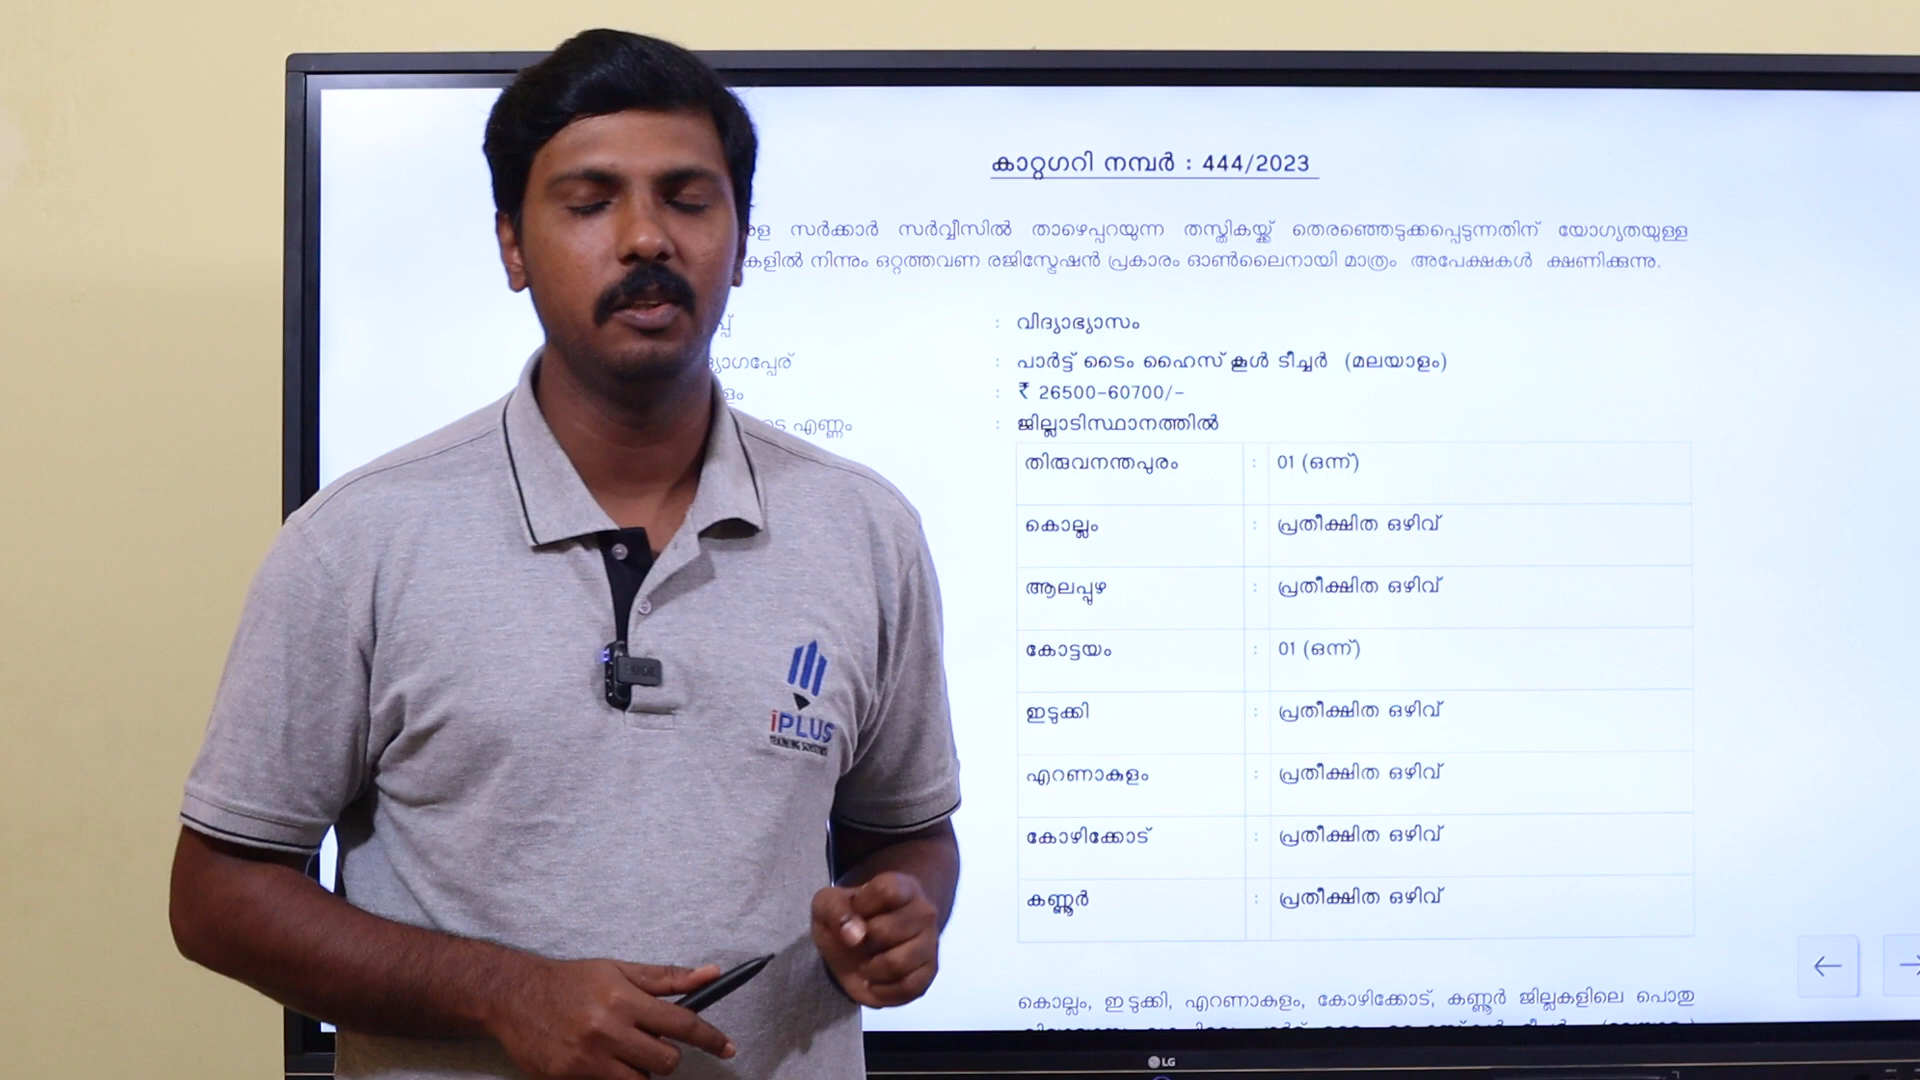 കാറ്റഗറി നമ്പർ : 444/2023
സർക്കാർ സർവ്വീസിൽ താഴെപ്പറയുന്ന തസ്തികയ്ക്ക് തെരഞ്ഞെടുക്കപ്പെടുന്നതിന് യോഗ്യതയുള്ള
നിന്നും ഒറ്റത്തവണ രജിസ്ട്രേഷൻ പ്രകാരം ഓൺലൈനായി മാത്രം അപേക്ഷകൾ ക്ഷണിക്കുന്നു.
: വിദ്യാഭ്യാസം
: പാർട്ട് ടൈം ഹൈസ്കൂൾ ടീച്ചർ (മലയാളം)
: ₹ 26500-60700/-
എണ്ണം : ജില്ലാടിസ്ഥാനത്തിൽ
തിരുവനന്തപുരം : 01 (ഒന്ന്)
കൊല്ലം : പ്രതീക്ഷിത ഒഴിവ്
ആലപ്പുഴ : പ്രതീക്ഷിത ഒഴിവ്
കോട്ടയം : 01 (ഒന്ന്)
ഇടുക്കി : പ്രതീക്ഷിത ഒഴിവ്
എറണാകുളം : പ്രതീക്ഷിത ഒഴിവ്
കോഴിക്കോട് : പ്രതീക്ഷിത ഒഴിവ്
കണ്ണൂർ : പ്രതീക്ഷിത ഒഴിവ്
കൊല്ലം, ഇടുക്കി, എറണാകുളം, കോഴിക്കോട്, കണ്ണൂർ ജില്ലകളിലെ പൊതു
iPLUS
TRAINING
LG